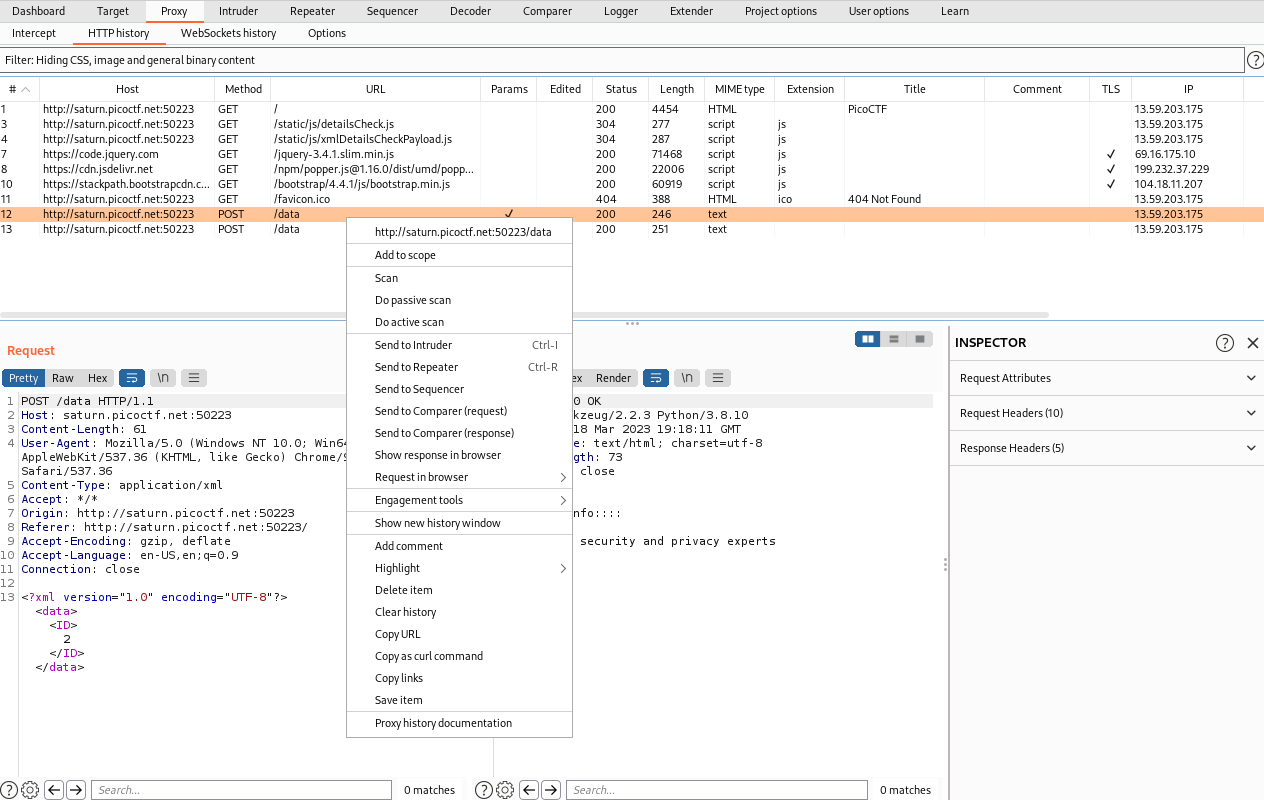 Dashboard Target Proxy Intruder Repeater Sequencer Decoder Comparer Logger Extender Project options User options Learn
Intercept HTTP history WebSockets history Options
Filter: Hiding CSS, image and general binary content ?
# Host Method URL Params Edited Status Length MIME type Extension Title Comment TLS IP
1 http://saturn.picoctf.net:50223 GET / 200 4454 HTML PicoCTF 13.59.203.175
3 http://saturn.picoctf.net:50223 GET /static/js/detailsCheck.js 304 277 script js 13.59.203.175
4 http://saturn.picoctf.net:50223 GET /static/js/xmlDetailsCheckPayload.js 304 287 script js 13.59.203.175
7 https://code.jquery.com GET /jquery-3.4.1.slim.min.js 200 71468 script js ✓ 69.16.175.10
8 https://cdn.jsdelivr.net GET /npm/popper.js@1.16.0/dist/umd/popp... 200 22006 script js ✓ 199.232.37.229
10 https://stackpath.bootstrapcdn.c... GET /bootstrap/4.4.1/js/bootstrap.min.js 200 60919 script js ✓ 104.18.11.207
11 http://saturn.picoctf.net:50223 GET /favicon.ico 404 388 HTML ico 404 Not Found 13.59.203.175
12 http://saturn.picoctf.net:50223 POST /data ✓ 200 246 text 13.59.203.175
13 http://saturn.picoctf.net:50223 POST /data 200 251 text 13.59.203.175
http://saturn.picoctf.net:50223/data
Add to scope
Scan
Do passive scan
Do active scan
Send to Intruder Ctrl-I
Send to Repeater Ctrl-R
Send to Sequencer
Send to Comparer (request)
Send to Comparer (response)
Show response in browser
Request in browser
Engagement tools
Show new history window
Add comment
Highlight
Delete item
Clear history
Copy URL
Copy as curl command
Copy links
Save item
Proxy history documentation
Request
Pretty Raw Hex \n
1 POST /data HTTP/1.1
2 Host: saturn.picoctf.net:50223
3 Content-Length: 61
4 User-Agent: Mozilla/5.0 (Windows NT 10.0; Win64
AppleWebKit/537.36 (KHTML, like Gecko) Chrome/9
Safari/537.36
5 Content-Type: application/xml
6 Accept: */*
7 Origin: http://saturn.picoctf.net:50223
8 Referer: http://saturn.picoctf.net:50223/
9 Accept-Encoding: gzip, deflate
10 Accept-Language: en-US,en;q=0.9
11 Connection: close
12
13 <?xml version="1.0" encoding="UTF-8"?>
<data>
<ID>
2
</ID>
</data>
ex Render \n
0 OK
kzeug/2.2.3 Python/3.8.10
18 Mar 2023 19:18:11 GMT
e: text/html; charset=utf-8
gth: 73
close
nfo::::
security and privacy experts
INSPECTOR ?
Request Attributes
Request Headers (10)
Response Headers (5)
? Search... 0 matches
? Search... 0 matches